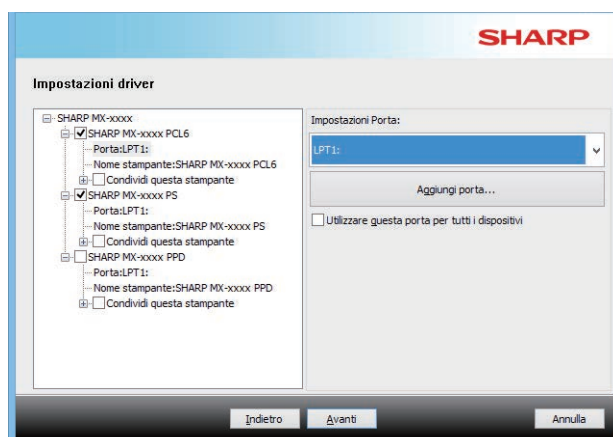 SHARP
Impostazioni driver
SHARP MX-xxxx
SHARP MX-xxxx PCL6
Porta:LPT1:
Nome stampante:SHARP MX-xxxx PCL6
Condividi questa stampante
SHARP MX-xxxx PS
Porta:LPT1:
Nome stampante:SHARP MX-xxxx PS
Condividi questa stampante
SHARP MX-xxxx PPD
Porta:LPT1:
Nome stampante:SHARP MX-xxxx PPD
Condividi questa stampante
Impostazioni Porta:
LPT1:
Aggiungi porta...
Utilizzare questa porta per tutti i dispositivi
Indietro
Avanti
Annulla